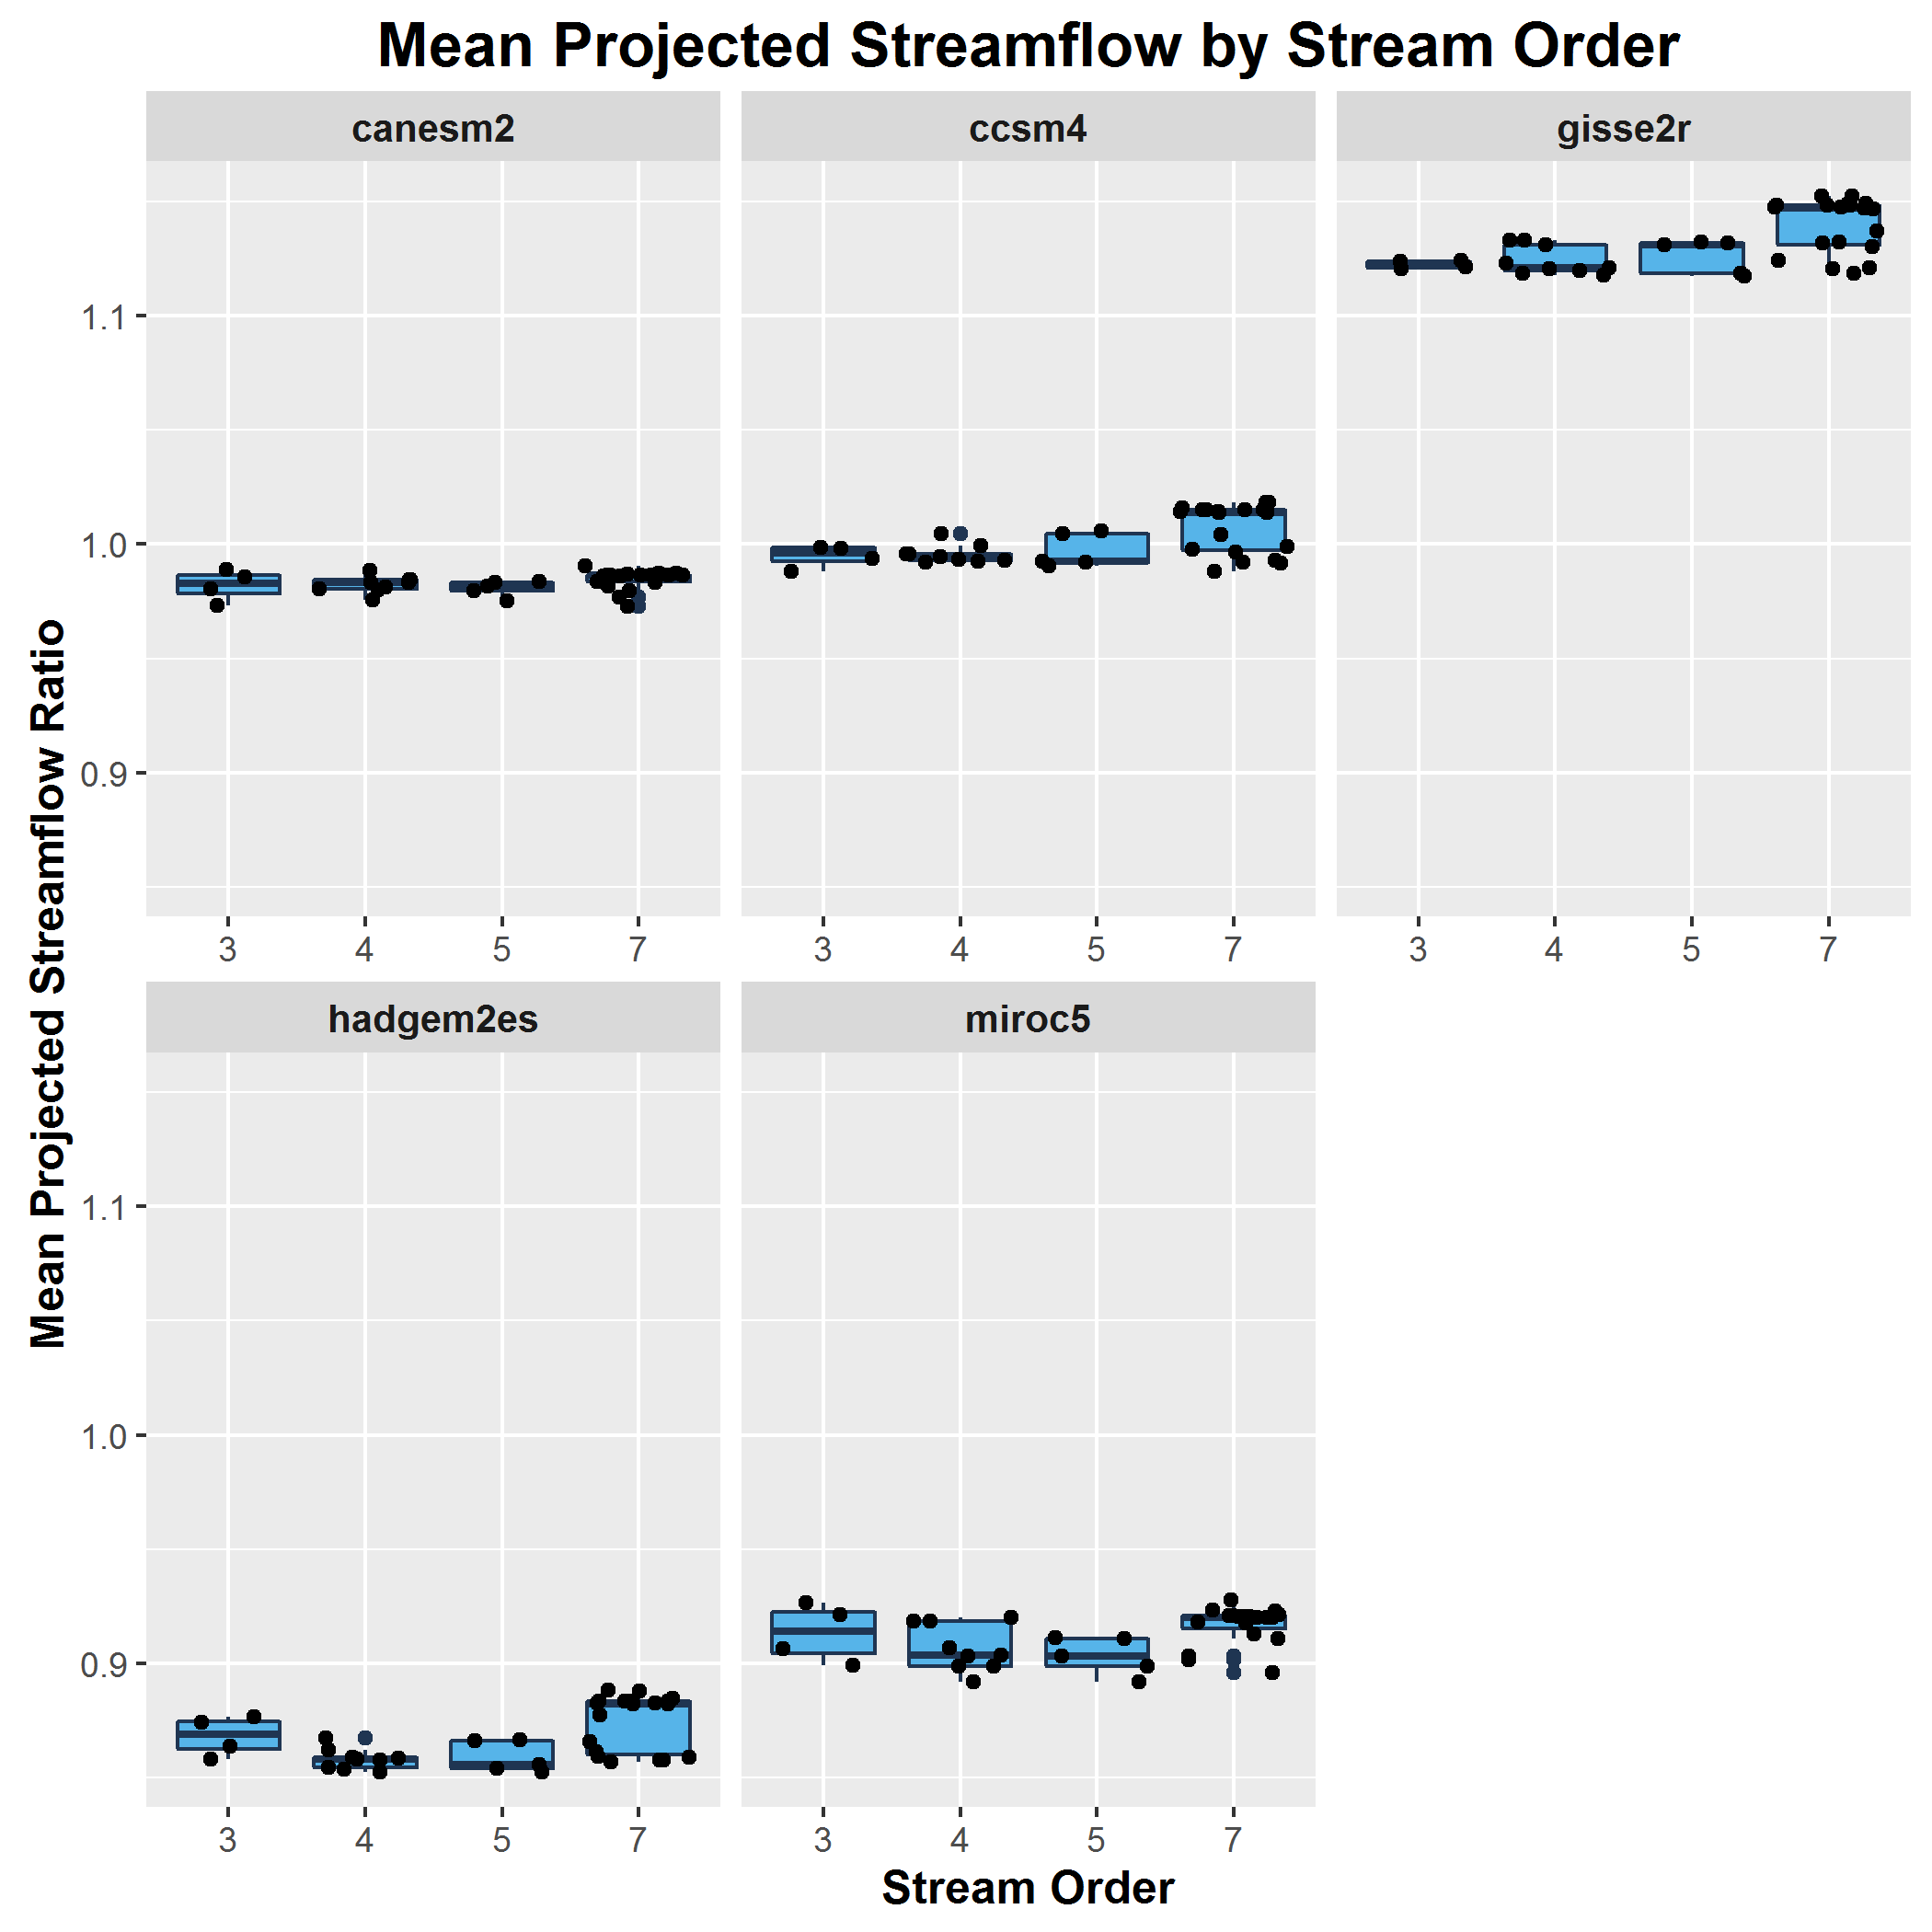 Mean Projected Streamflow by Stream Order
canesm2
ccsm4
gisse2r
Mean Projected Streamflow Ratio
1.1
1.0
0.9
3 4 5 7
3 4 5 7
3 4 5 7
hadgem2es
miroc5
1.1
1.0
0.9
3 4 5 7
3 4 5 7
Stream Order